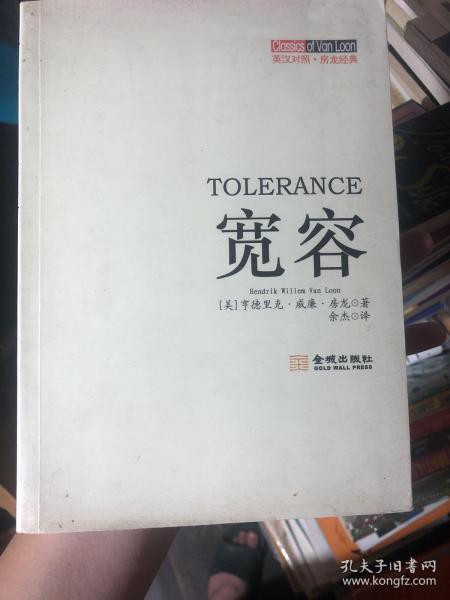 Classics of Van Loon
英汉对照·房龙经典
TOLERANCE
宽容
Hendrik Willem Van Loon
[美]亨德里克·威廉·房龙⊙著
余杰⊙译
金城出版社
GOLD WALL PRESS
孔夫子旧书网
www.kongfz.com